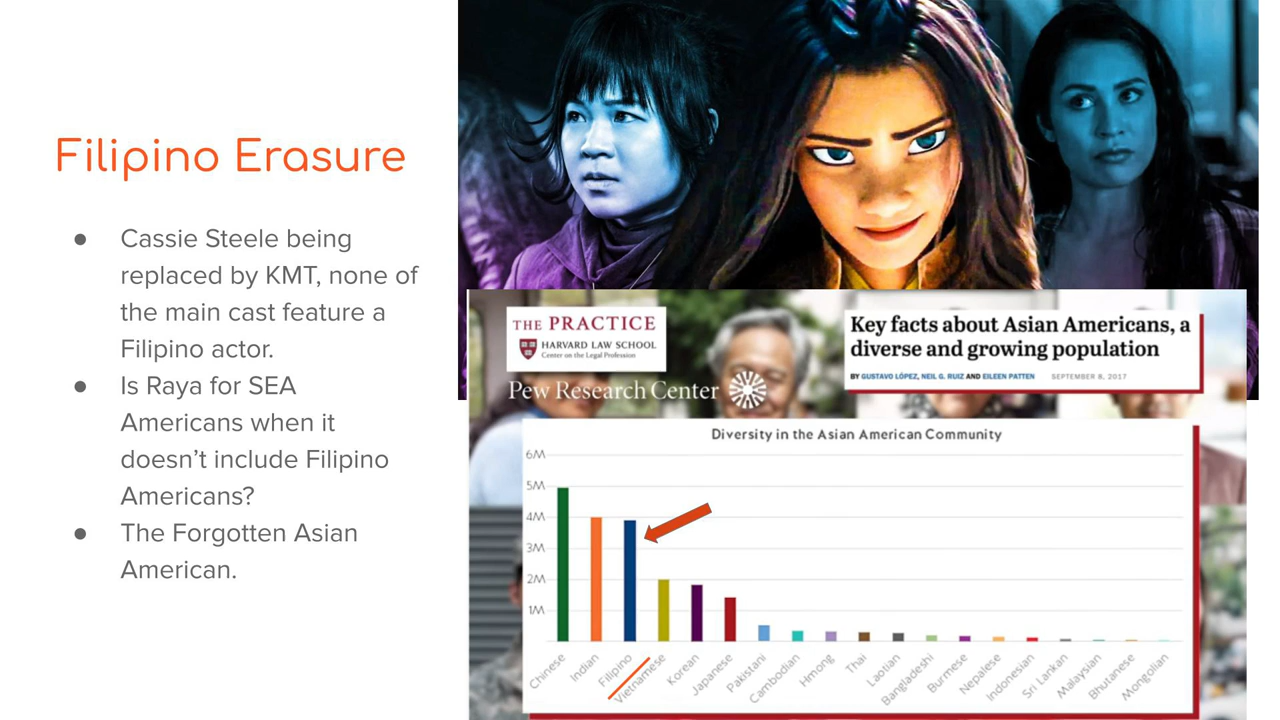 Filipino Erasure
● Cassie Steele being
replaced by KMT, none of
the main cast feature a
Filipino actor.
● Is Raya for SEA
Americans when it
doesn’t include Filipino
Americans?
● The Forgotten Asian
American.
THE PRACTICE
HARVARD LAW SCHOOL
Center on the Legal Profession
Pew Research Center
Key facts about Asian Americans, a
diverse and growing population
BY GUSTAVO LÓPEZ, NEIL G. RUIZ AND EILEEN PATTEN SEPTEMBER 8, 2017
Diversity in the Asian American Community
6M
5M
4M
3M
2M
1M
Chinese
Indian
Filipino
Vietnamese
Korean
Japanese
Pakistani
Cambodian
Hmong
Thai
Laotian
Bangladeshi
Burmese
Nepalese
Indonesian
Sri Lankan
Malaysian
Bhutanese
Mongolian